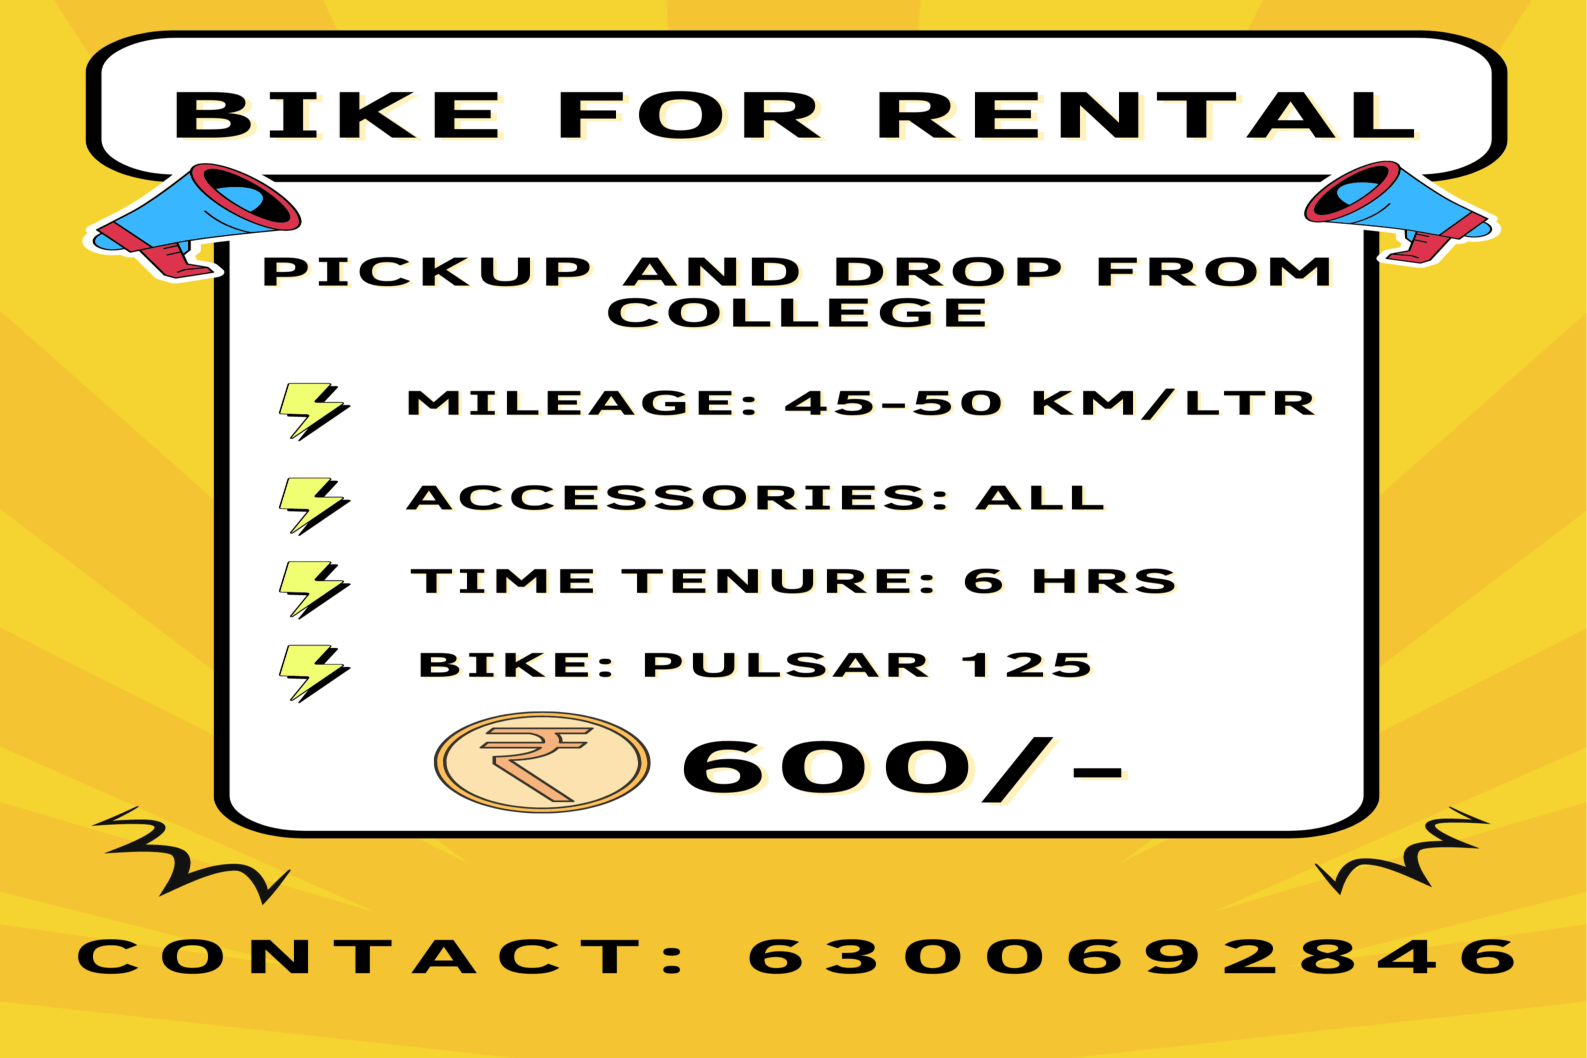 BIKE FOR RENTAL
PICKUP AND DROP FROM
COLLEGE
MILEAGE: 45-50 KM/LTR
ACCESSORIES: ALL
TIME TENURE: 6 HRS
BIKE: PULSAR 125
₹ 600/-
CONTACT: 6300692846